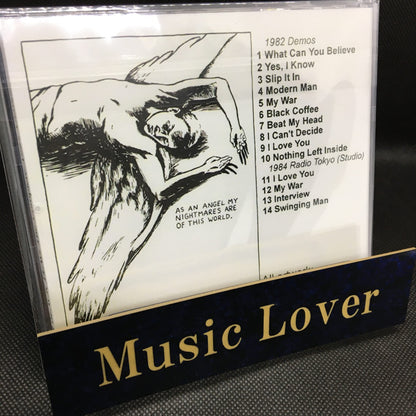 1982 Demos
1 What Can You Believe
2 Yes, I Know
3 Slip It In
4 Modern Man
5 My War
6 Black Coffee
7 Beat My Head
8 I Can't Decide
9 I Love You
10 Nothing Left Inside
1984 Radio Tokyo (Studio)
11 I Love You
12 My War
13 Interview
14 Swinging Man
AS AN ANGEL MY
NIGHTMARES ARE
OF THIS WORLD.
Music Lover